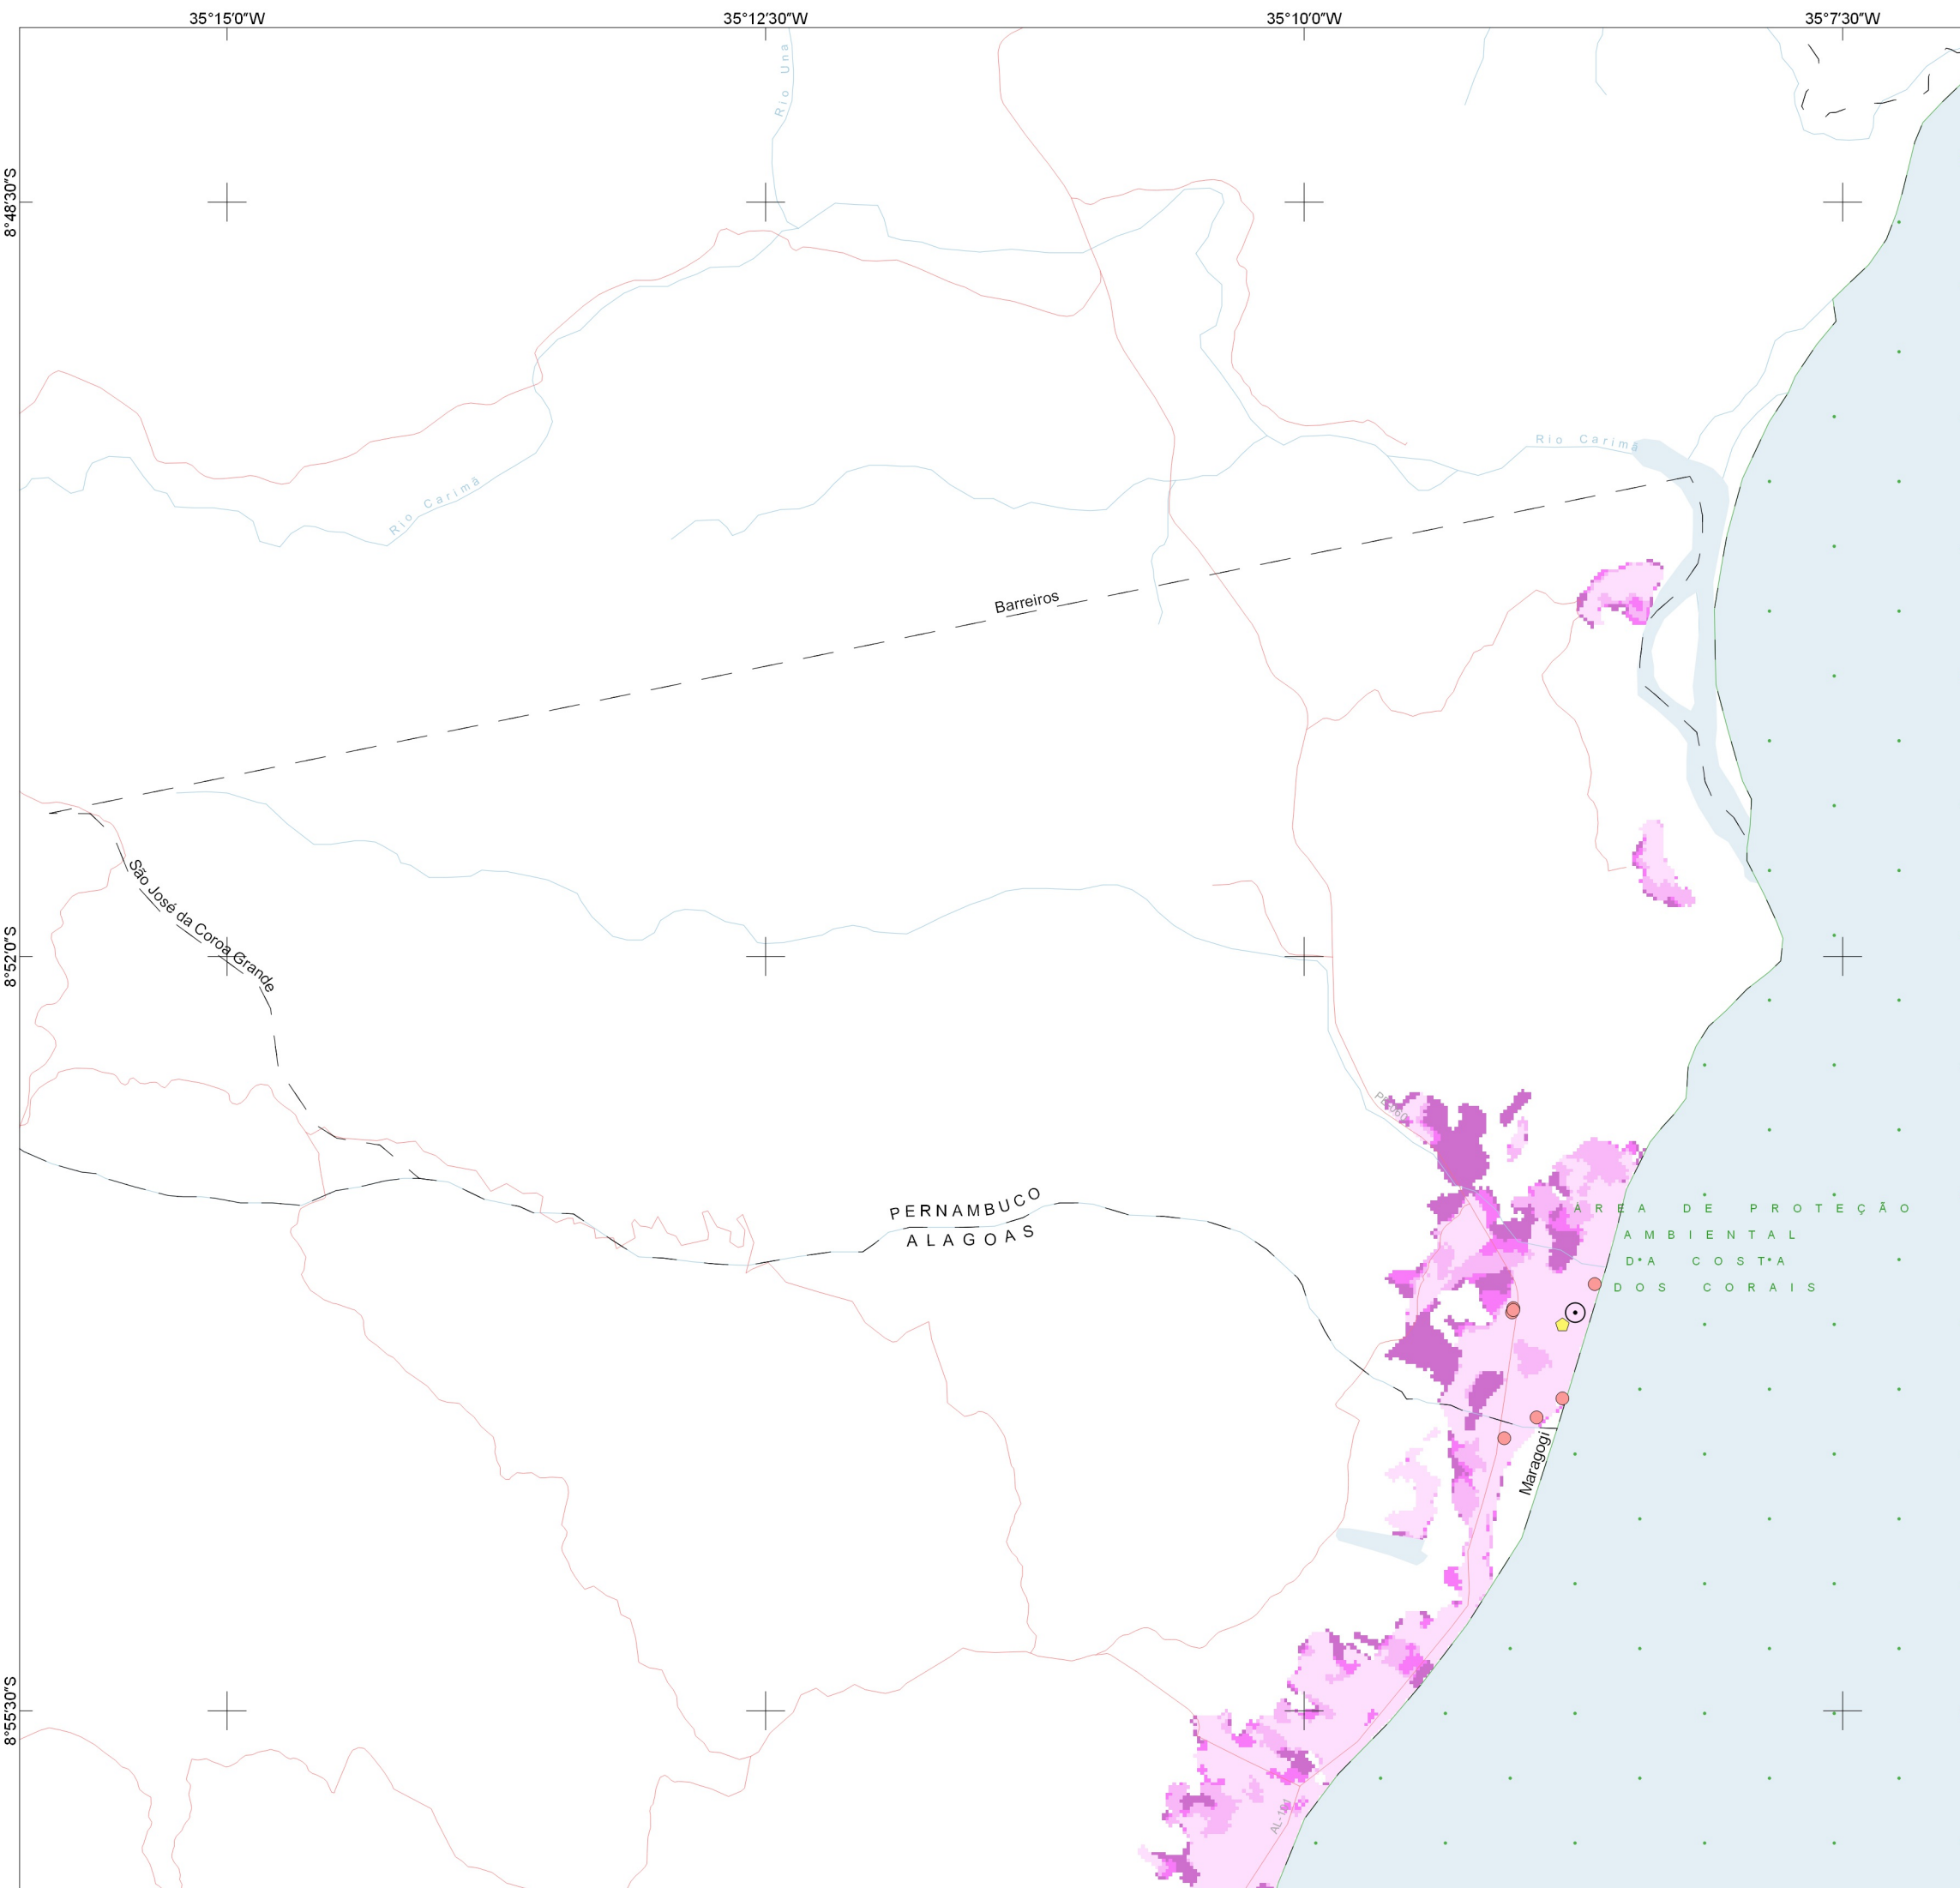 35°15'0"W
35°12'30"W
35°10'0"W
35°7'30"W
Rio Una
8°48'30"S
Rio Carimã
Rio Carimã
Barreiros
São José da Coroa Grande
8°52'0"S
PERNAMBUCO
ALAGOAS
ÁREA DE PROTEÇÃO
AMBIENTAL
DA COSTA
DOS CORAIS
Maragogi
8°55'30"S